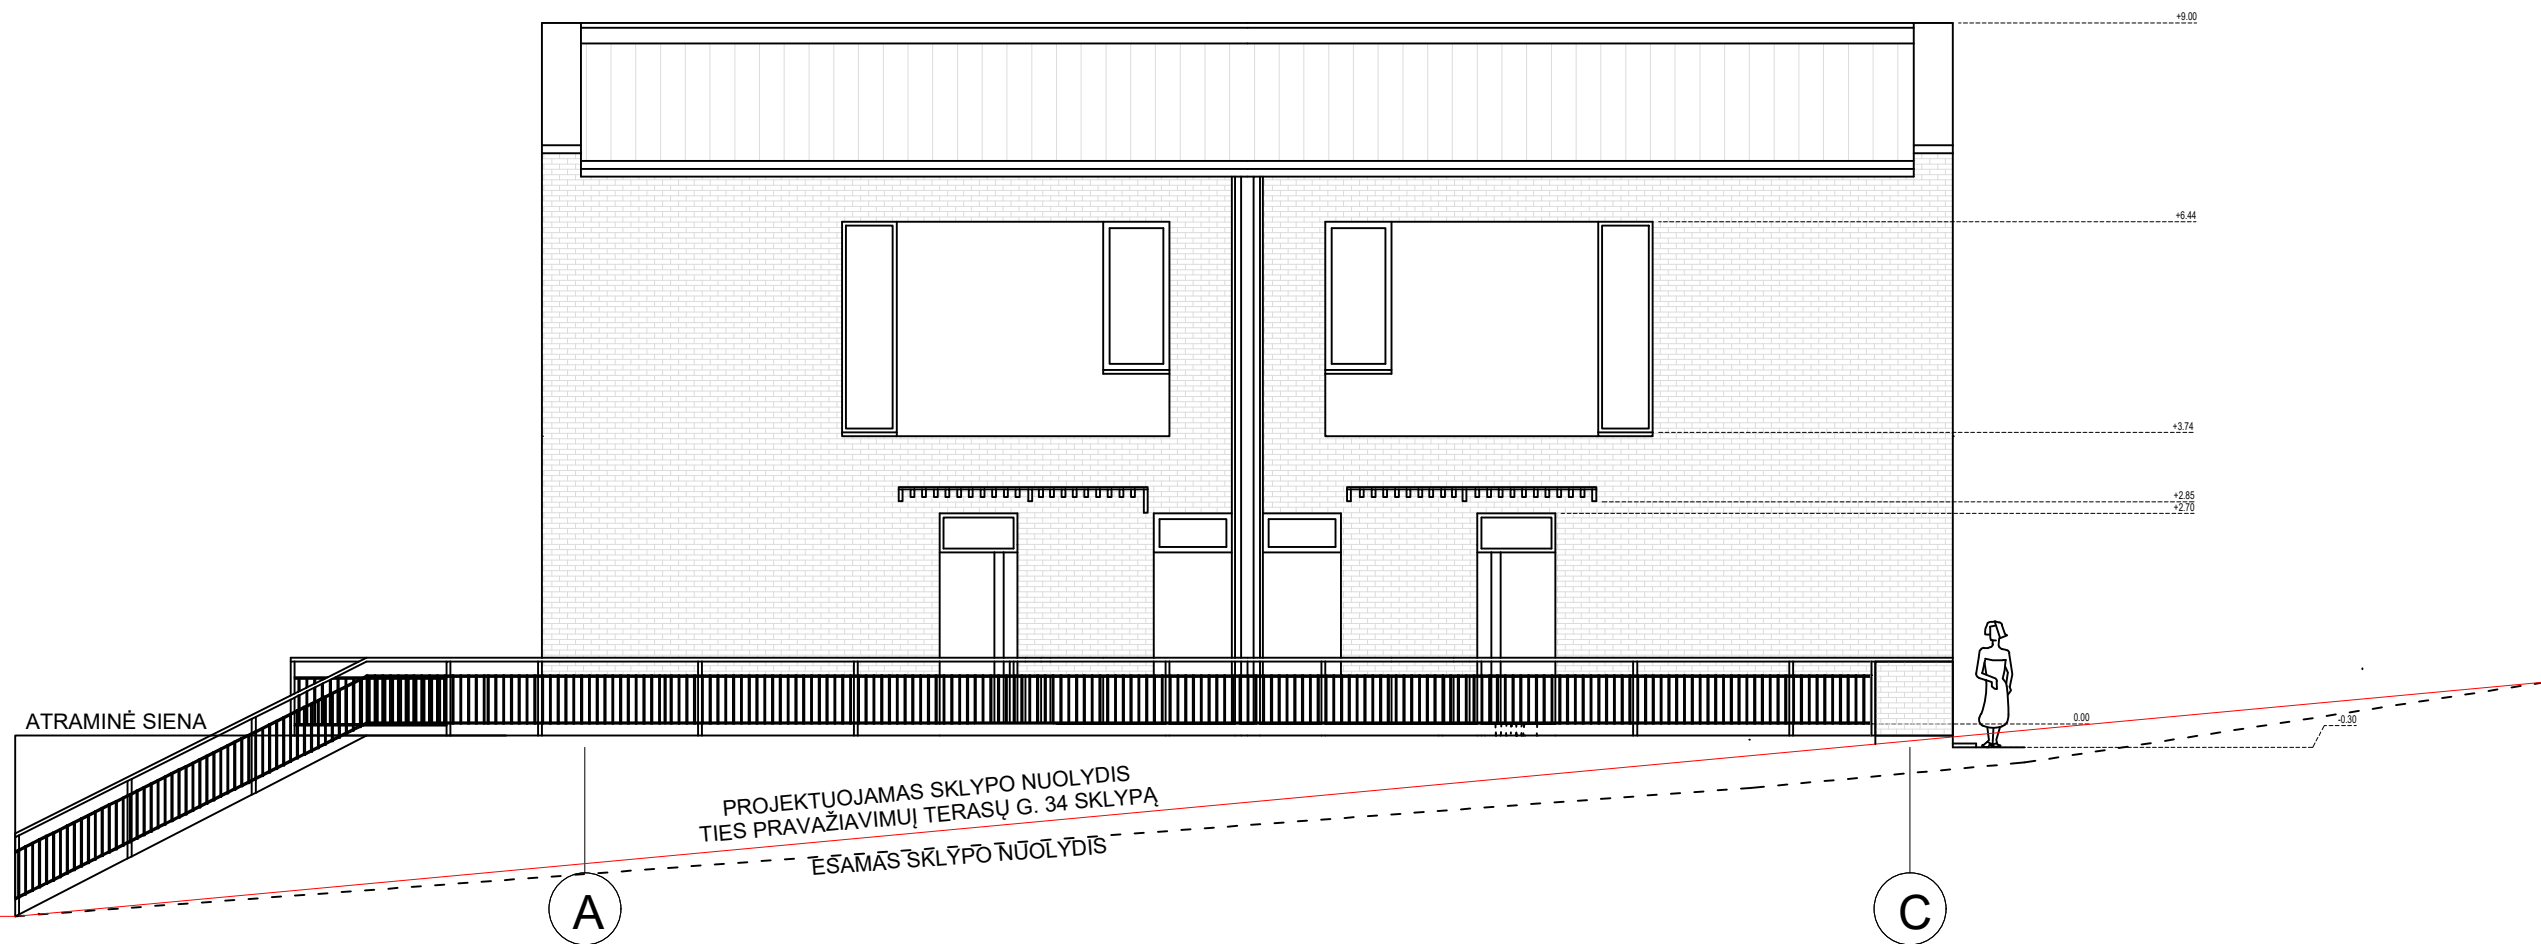 +9.00
+6.44
+3.74
+2.85
+2.70
ATRAMINĖ SIENA
0.00
-0.30
PROJEKTUOJAMAS SKLYPO NUOLYDIS
TIES PRAVAŽIAVIMUĮ TERASŲ G. 34 SKLYPĄ
ESAMAS SKLYPO NUOLYDIS
A
C